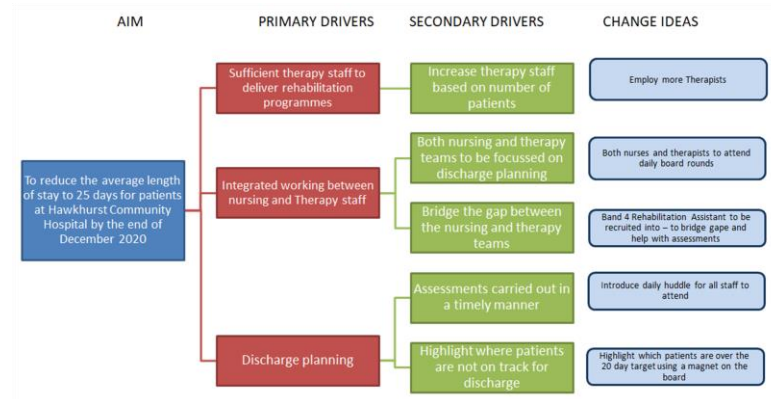 AIM
PRIMARY DRIVERS
SECONDARY DRIVERS
CHANGE IDEAS
To reduce the average length
of stay to 25 days for patients
at Hawkhurst Community
Hospital by the end of
December 2020
Sufficient therapy staff to
deliver rehabilitation
programmes
Increase therapy staff
based on number of
patients
Employ more Therapists
Integrated working between
nursing and Therapy staff
Both nursing and therapy
teams to be focussed on
discharge planning
Both nurses and therapists to attend
daily board rounds
Bridge the gap between
the nursing and therapy
teams
Band 4 Rehabilitation Assistant to be
recruited into – to bridge gape and
help with assessments
Discharge planning
Assessments carried out in
a timely manner
Introduce daily huddle for all staff to
attend
Highlight where patients
are not on track for
discharge
Highlight which patients are over the
20 day target using a magnet on the
board